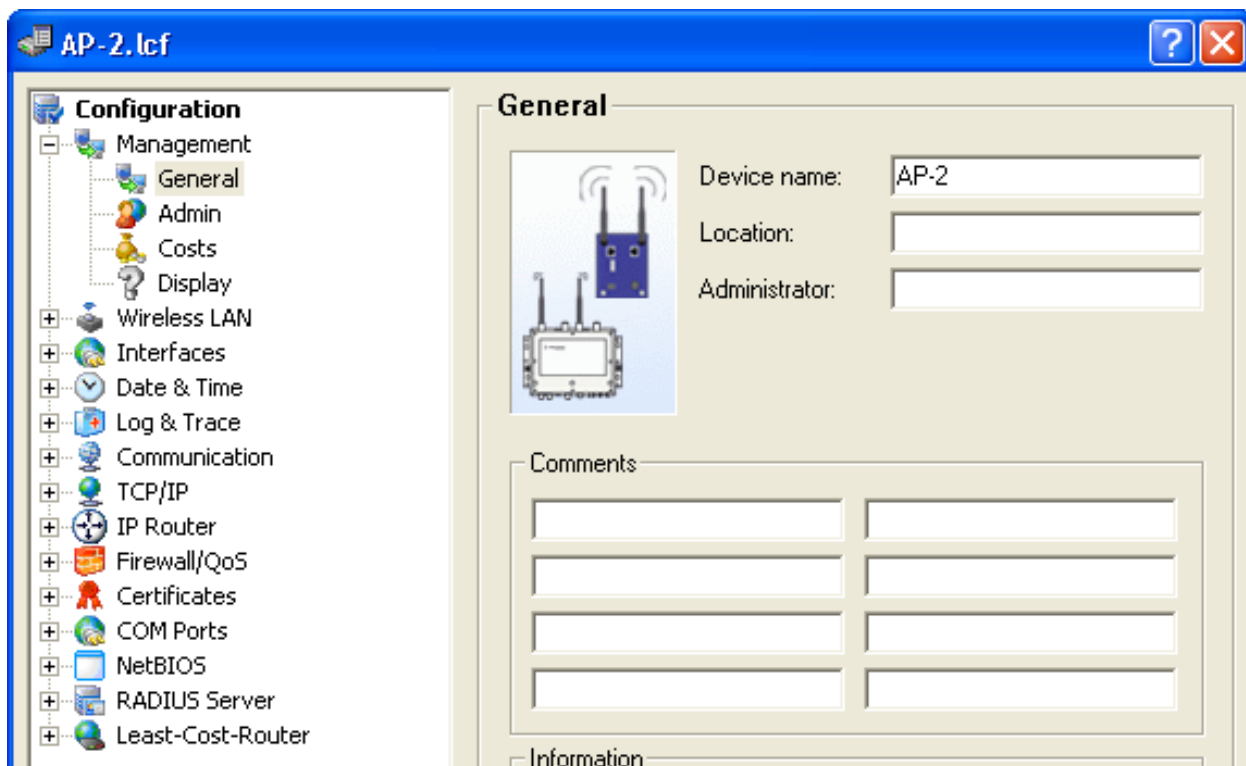 AP-2.lcf
Configuration
Management
General
Admin
Costs
Display
Wireless LAN
Interfaces
Date & Time
Log & Trace
Communication
TCP/IP
IP Router
Firewall/QoS
Certificates
COM Ports
NetBIOS
RADIUS Server
Least-Cost-Router
General
Device name: AP-2
Location:
Administrator:
Comments
Information